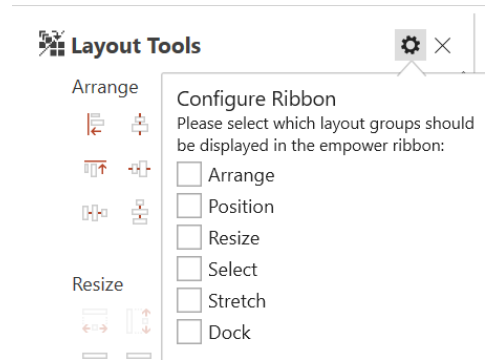 Layout Tools
Arrange
Configure Ribbon
Please select which layout groups should
be displayed in the empower ribbon:
Arrange
Position
Resize
Select
Stretch
Dock
Resize